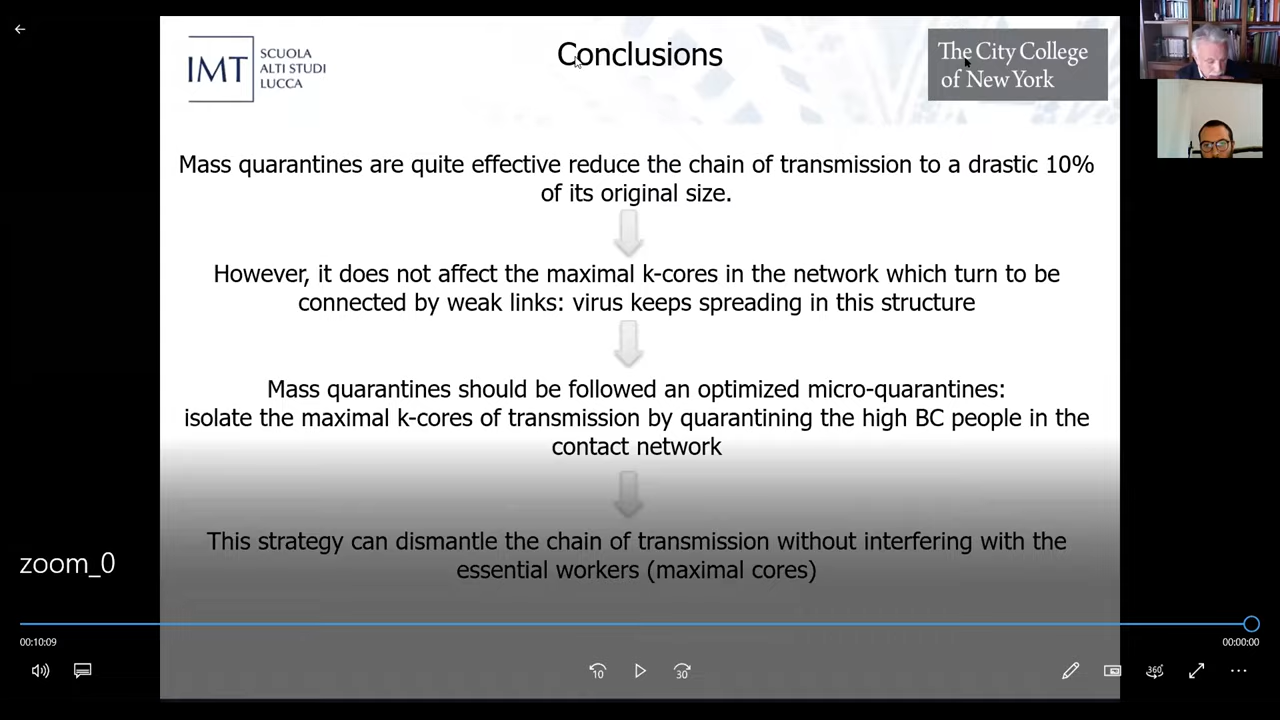 Conclusions
IMT
SCUOLA
ALTI STUDI
LUCCA
The City College
of New York
Mass quarantines are quite effective reduce the chain of transmission to a drastic 10%
of its original size.
However, it does not affect the maximal k-cores in the network which turn to be
connected by weak links: virus keeps spreading in this structure
Mass quarantines should be followed an optimized micro-quarantines:
isolate the maximal k-cores of transmission by quarantining the high BC people in the
contact network
This strategy can dismantle the chain of transmission without interfering with the
essential workers (maximal cores)
zoom_0
00:10:09
00:00:00
10
30
360